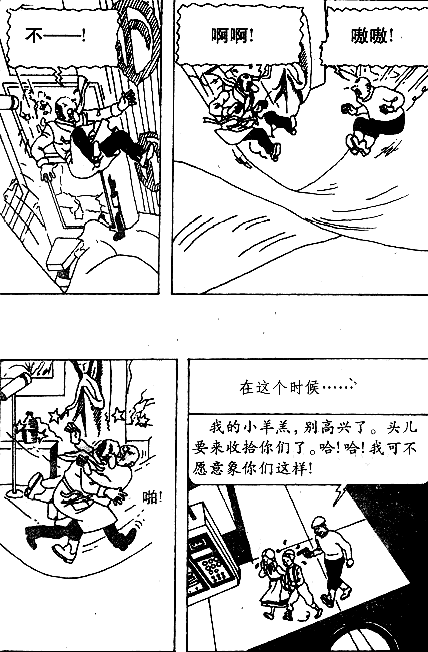 不——!
啊啊!
嗷嗷!
啪!
在这个时候……
我的小羊羔，别高兴了。头儿
要来收拾你们了。哈!哈!我可不
愿意象你们这样!